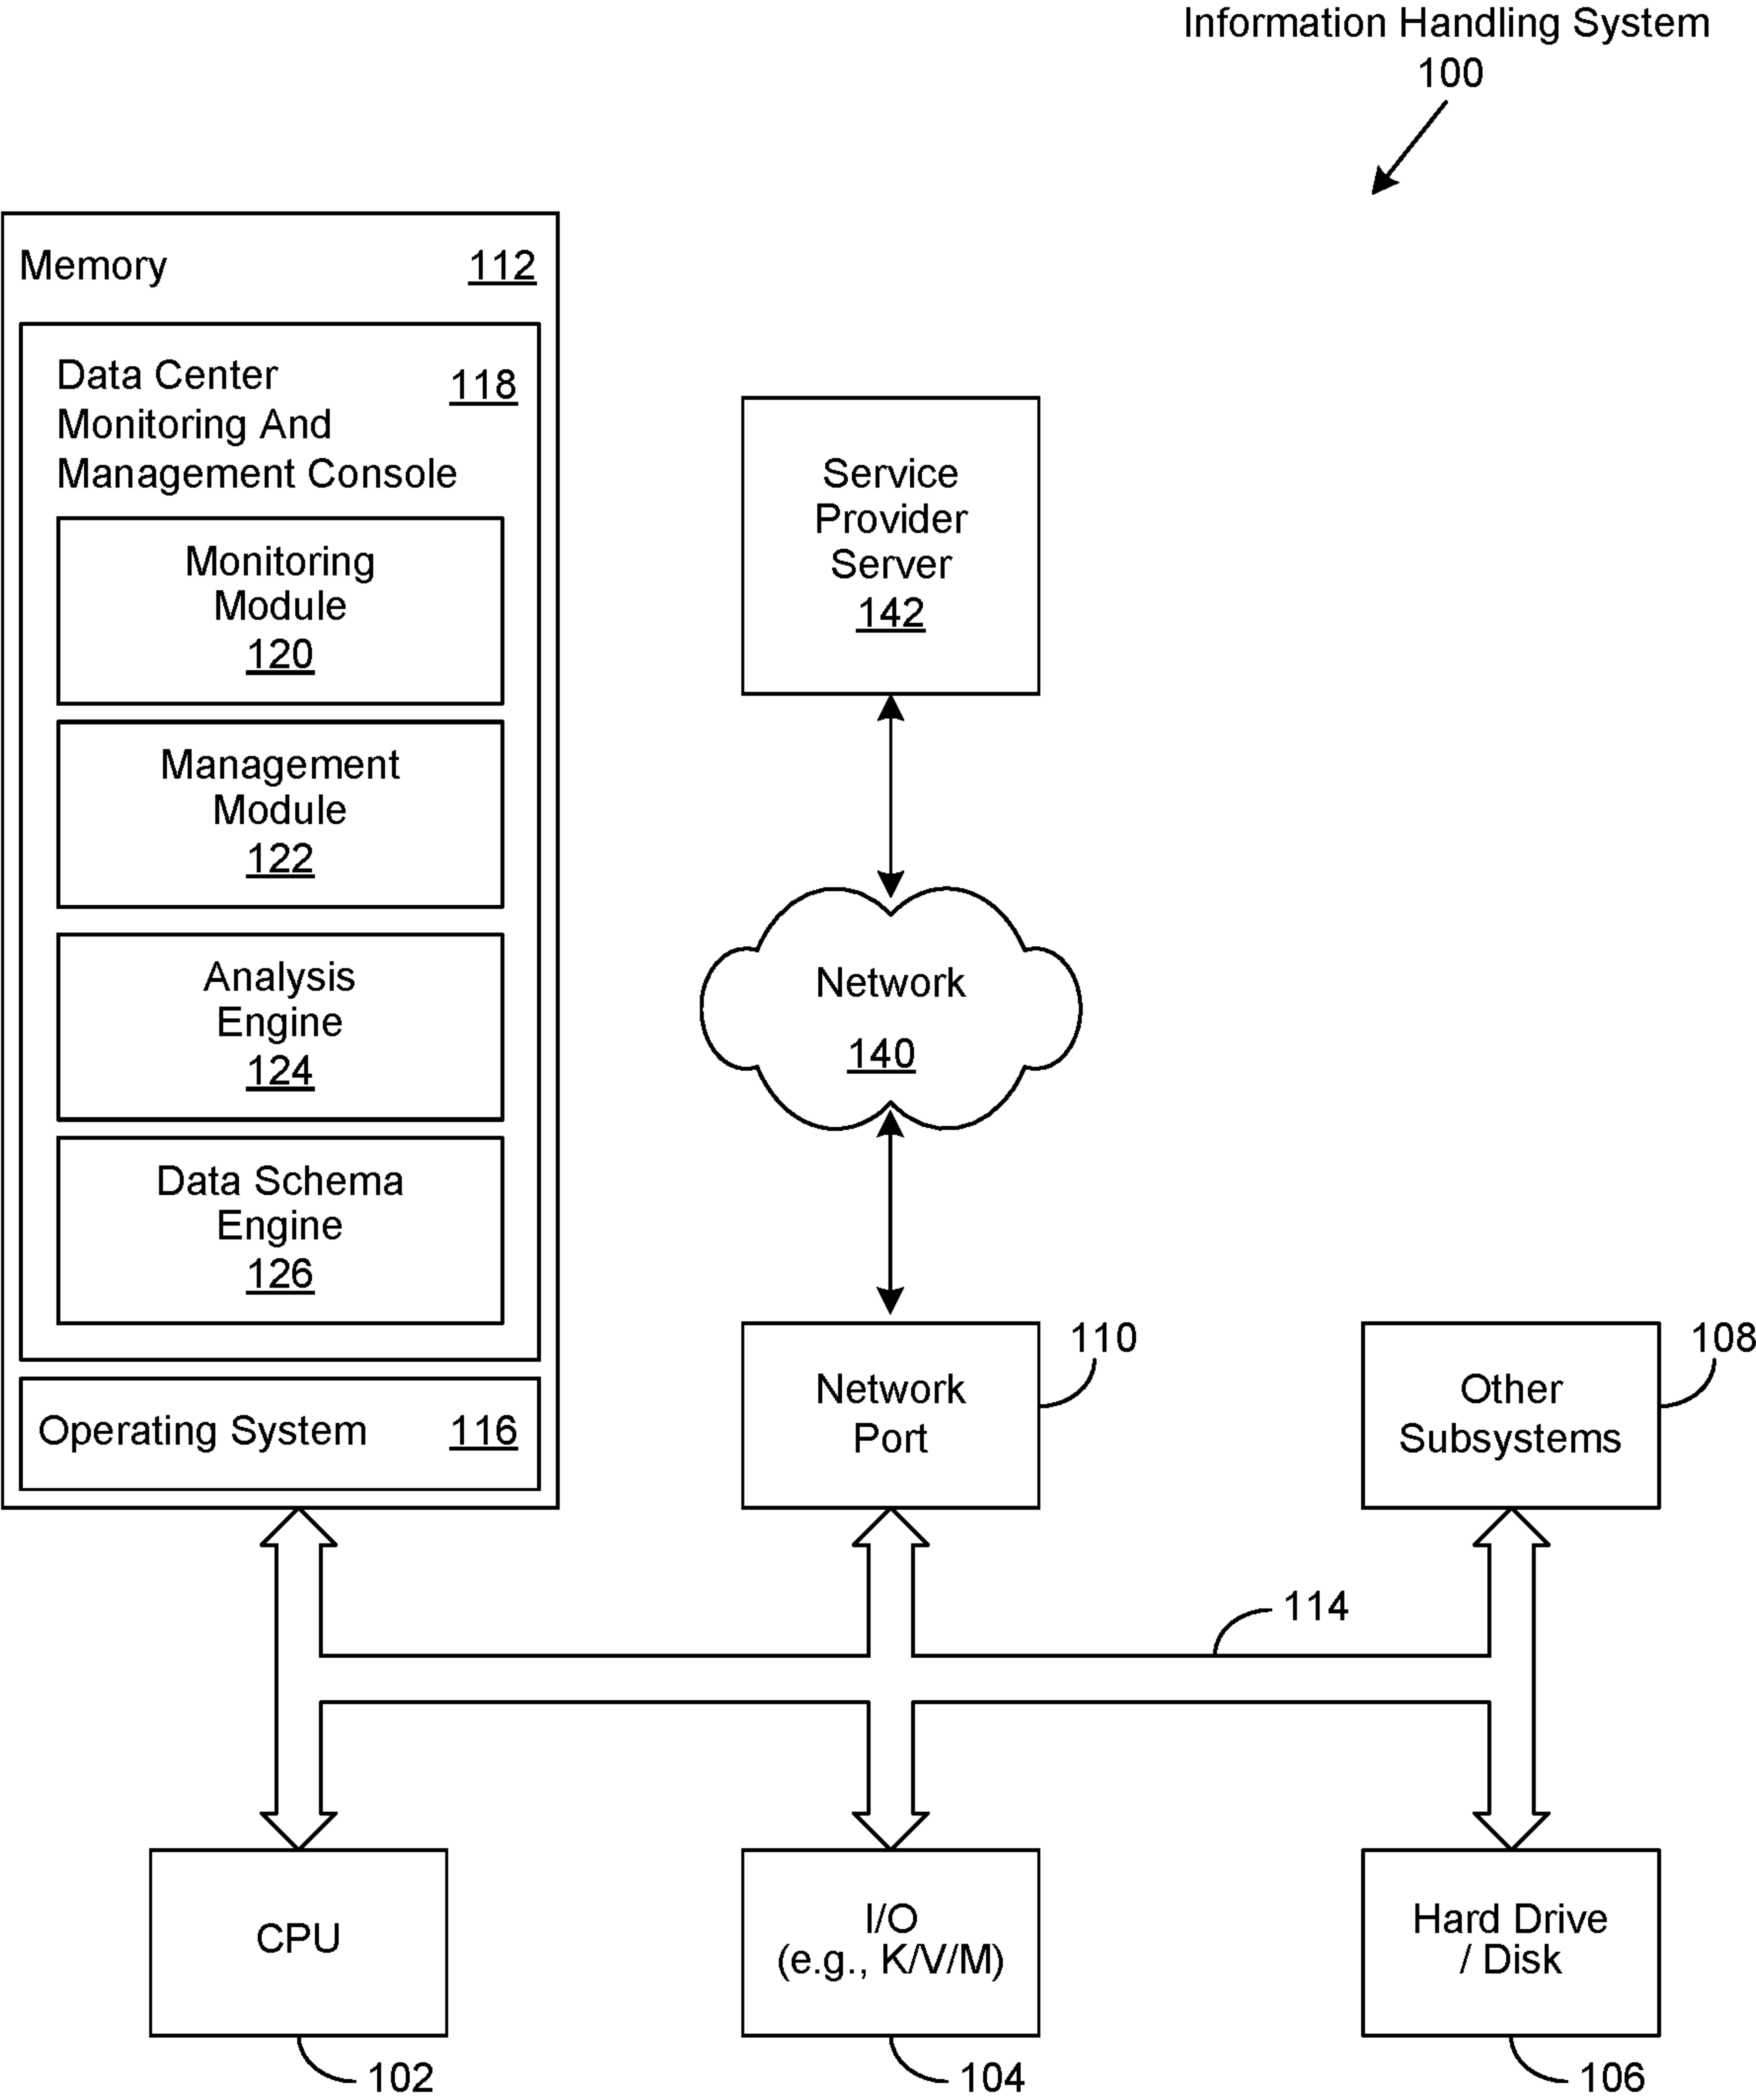 Information Handling System
100
Memory 112
Data Center 118
Monitoring And
Management Console
Monitoring
Module
120
Management
Module
122
Analysis
Engine
124
Data Schema
Engine
126
Operating System 116
Service
Provider
Server
142
Network
140
Network
Port
110
Other
Subsystems
108
114
CPU
102
I/O
(e.g., K/V/M)
104
Hard Drive
/ Disk
106